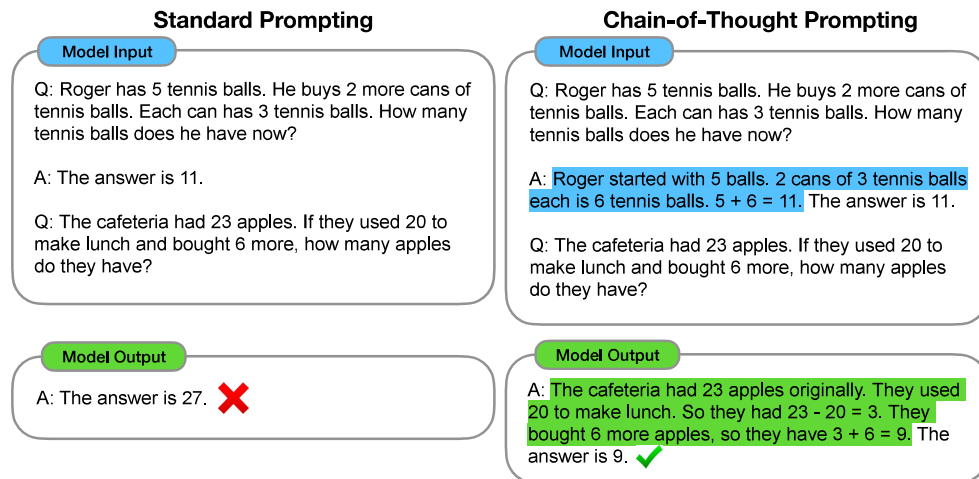 Standard Prompting
Model Input
Q: Roger has 5 tennis balls. He buys 2 more cans of
tennis balls. Each can has 3 tennis balls. How many
tennis balls does he have now?
A: The answer is 11.
Q: The cafeteria had 23 apples. If they used 20 to
make lunch and bought 6 more, how many apples
do they have?
Model Output
A: The answer is 27.
Chain-of-Thought Prompting
Model Input
Q: Roger has 5 tennis balls. He buys 2 more cans of
tennis balls. Each can has 3 tennis balls. How many
tennis balls does he have now?
A: Roger started with 5 balls. 2 cans of 3 tennis balls
each is 6 tennis balls. 5 + 6 = 11. The answer is 11.
Q: The cafeteria had 23 apples. If they used 20 to
make lunch and bought 6 more, how many apples
do they have?
Model Output
A: The cafeteria had 23 apples originally. They used
20 to make lunch. So they had 23 - 20 = 3. They
bought 6 more apples, so they have 3 + 6 = 9. The
answer is 9.